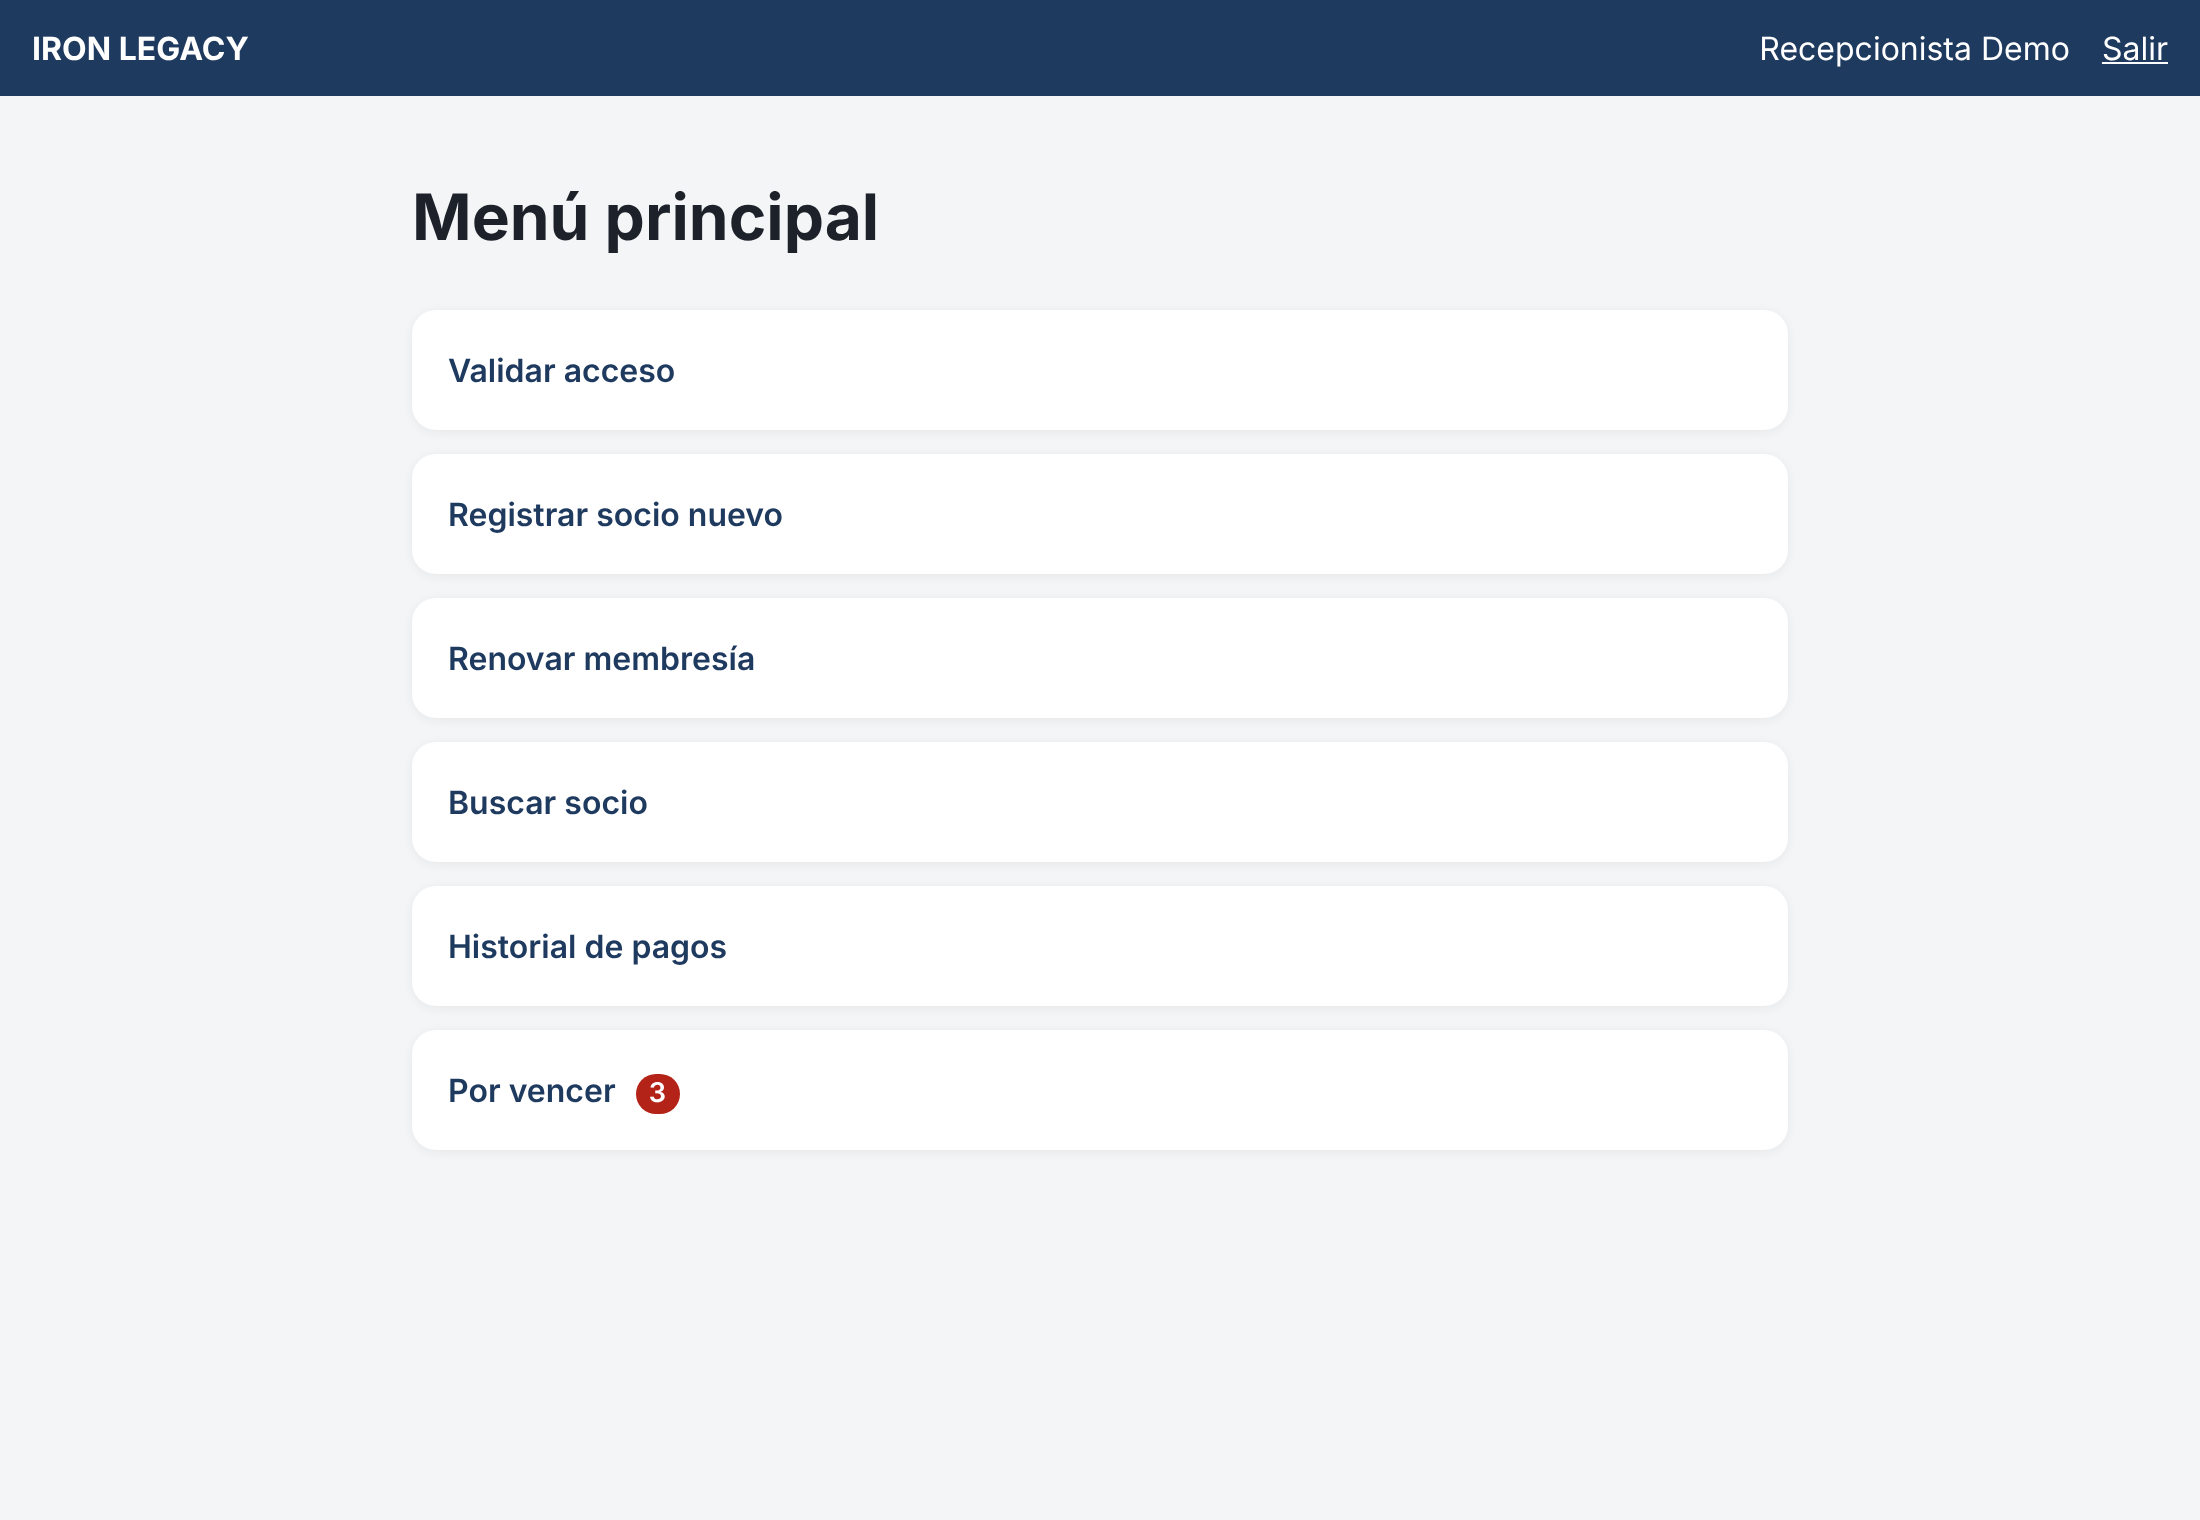 IRON LEGACY
Recepcionista Demo Salir
Menú principal
Validar acceso
Registrar socio nuevo
Renovar membresía
Buscar socio
Historial de pagos
Por vencer 3